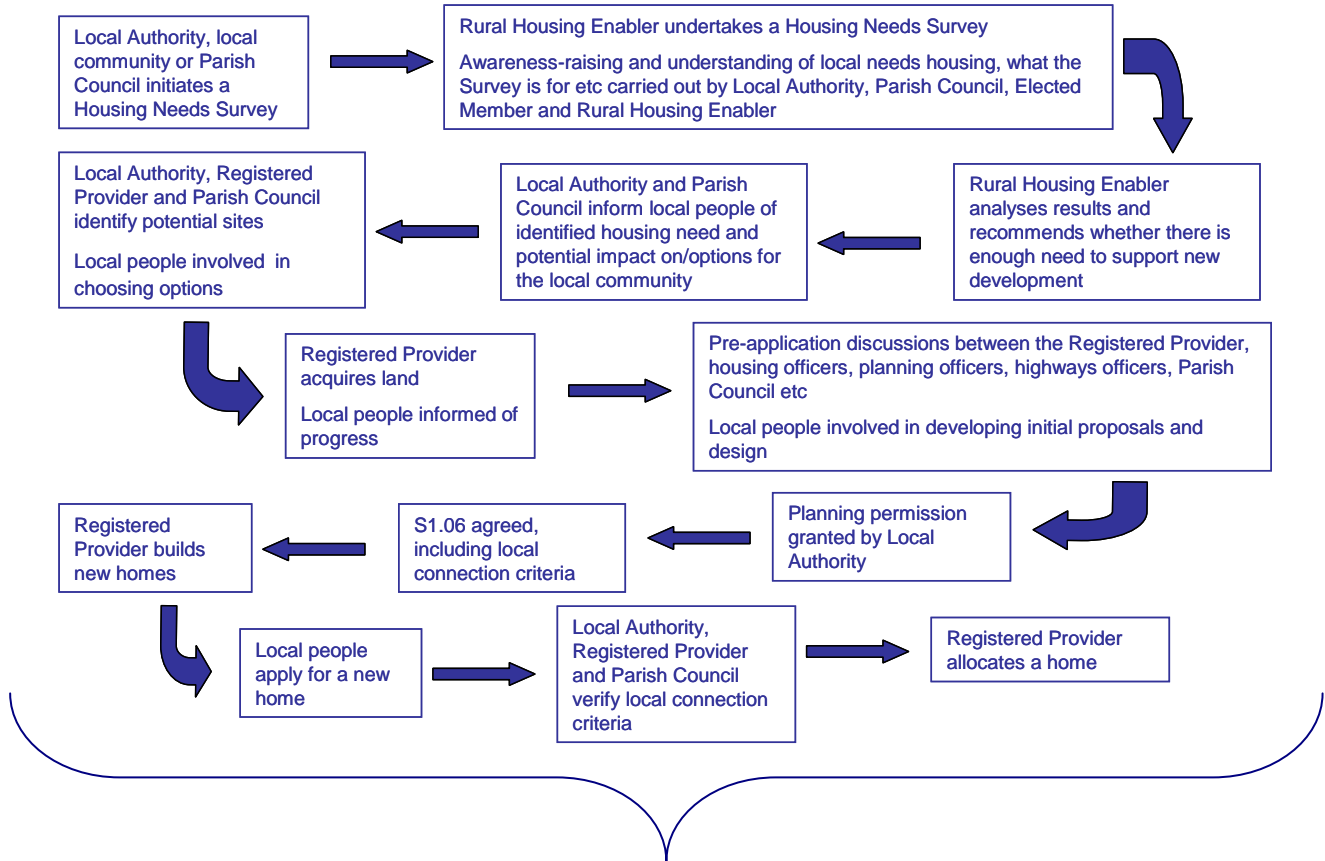 Local Authority, local
community or Parish
Council initiates a
Housing Needs Survey
Rural Housing Enabler undertakes a Housing Needs Survey
Awareness-raising and understanding of local needs housing, what the
Survey is for etc carried out by Local Authority, Parish Council, Elected
Member and Rural Housing Enabler
Rural Housing Enabler
analyses results and
recommends whether there is
enough need to support new
development
Local Authority and Parish
Council inform local people of
identified housing need and
potential impact on/options for
the local community
Local Authority, Registered
Provider and Parish Council
identify potential sites
Local people involved in
choosing options
Registered Provider
acquires land
Local people informed of
progress
Pre-application discussions between the Registered Provider,
housing officers, planning officers, highways officers, Parish
Council etc
Local people involved in developing initial proposals and
design
Planning permission
granted by Local
Authority
S1.06 agreed,
including local
connection criteria
Registered
Provider builds
new homes
Local people
apply for a new
home
Local Authority,
Registered Provider
and Parish Council
verify local connection
criteria
Registered Provider
allocates a home